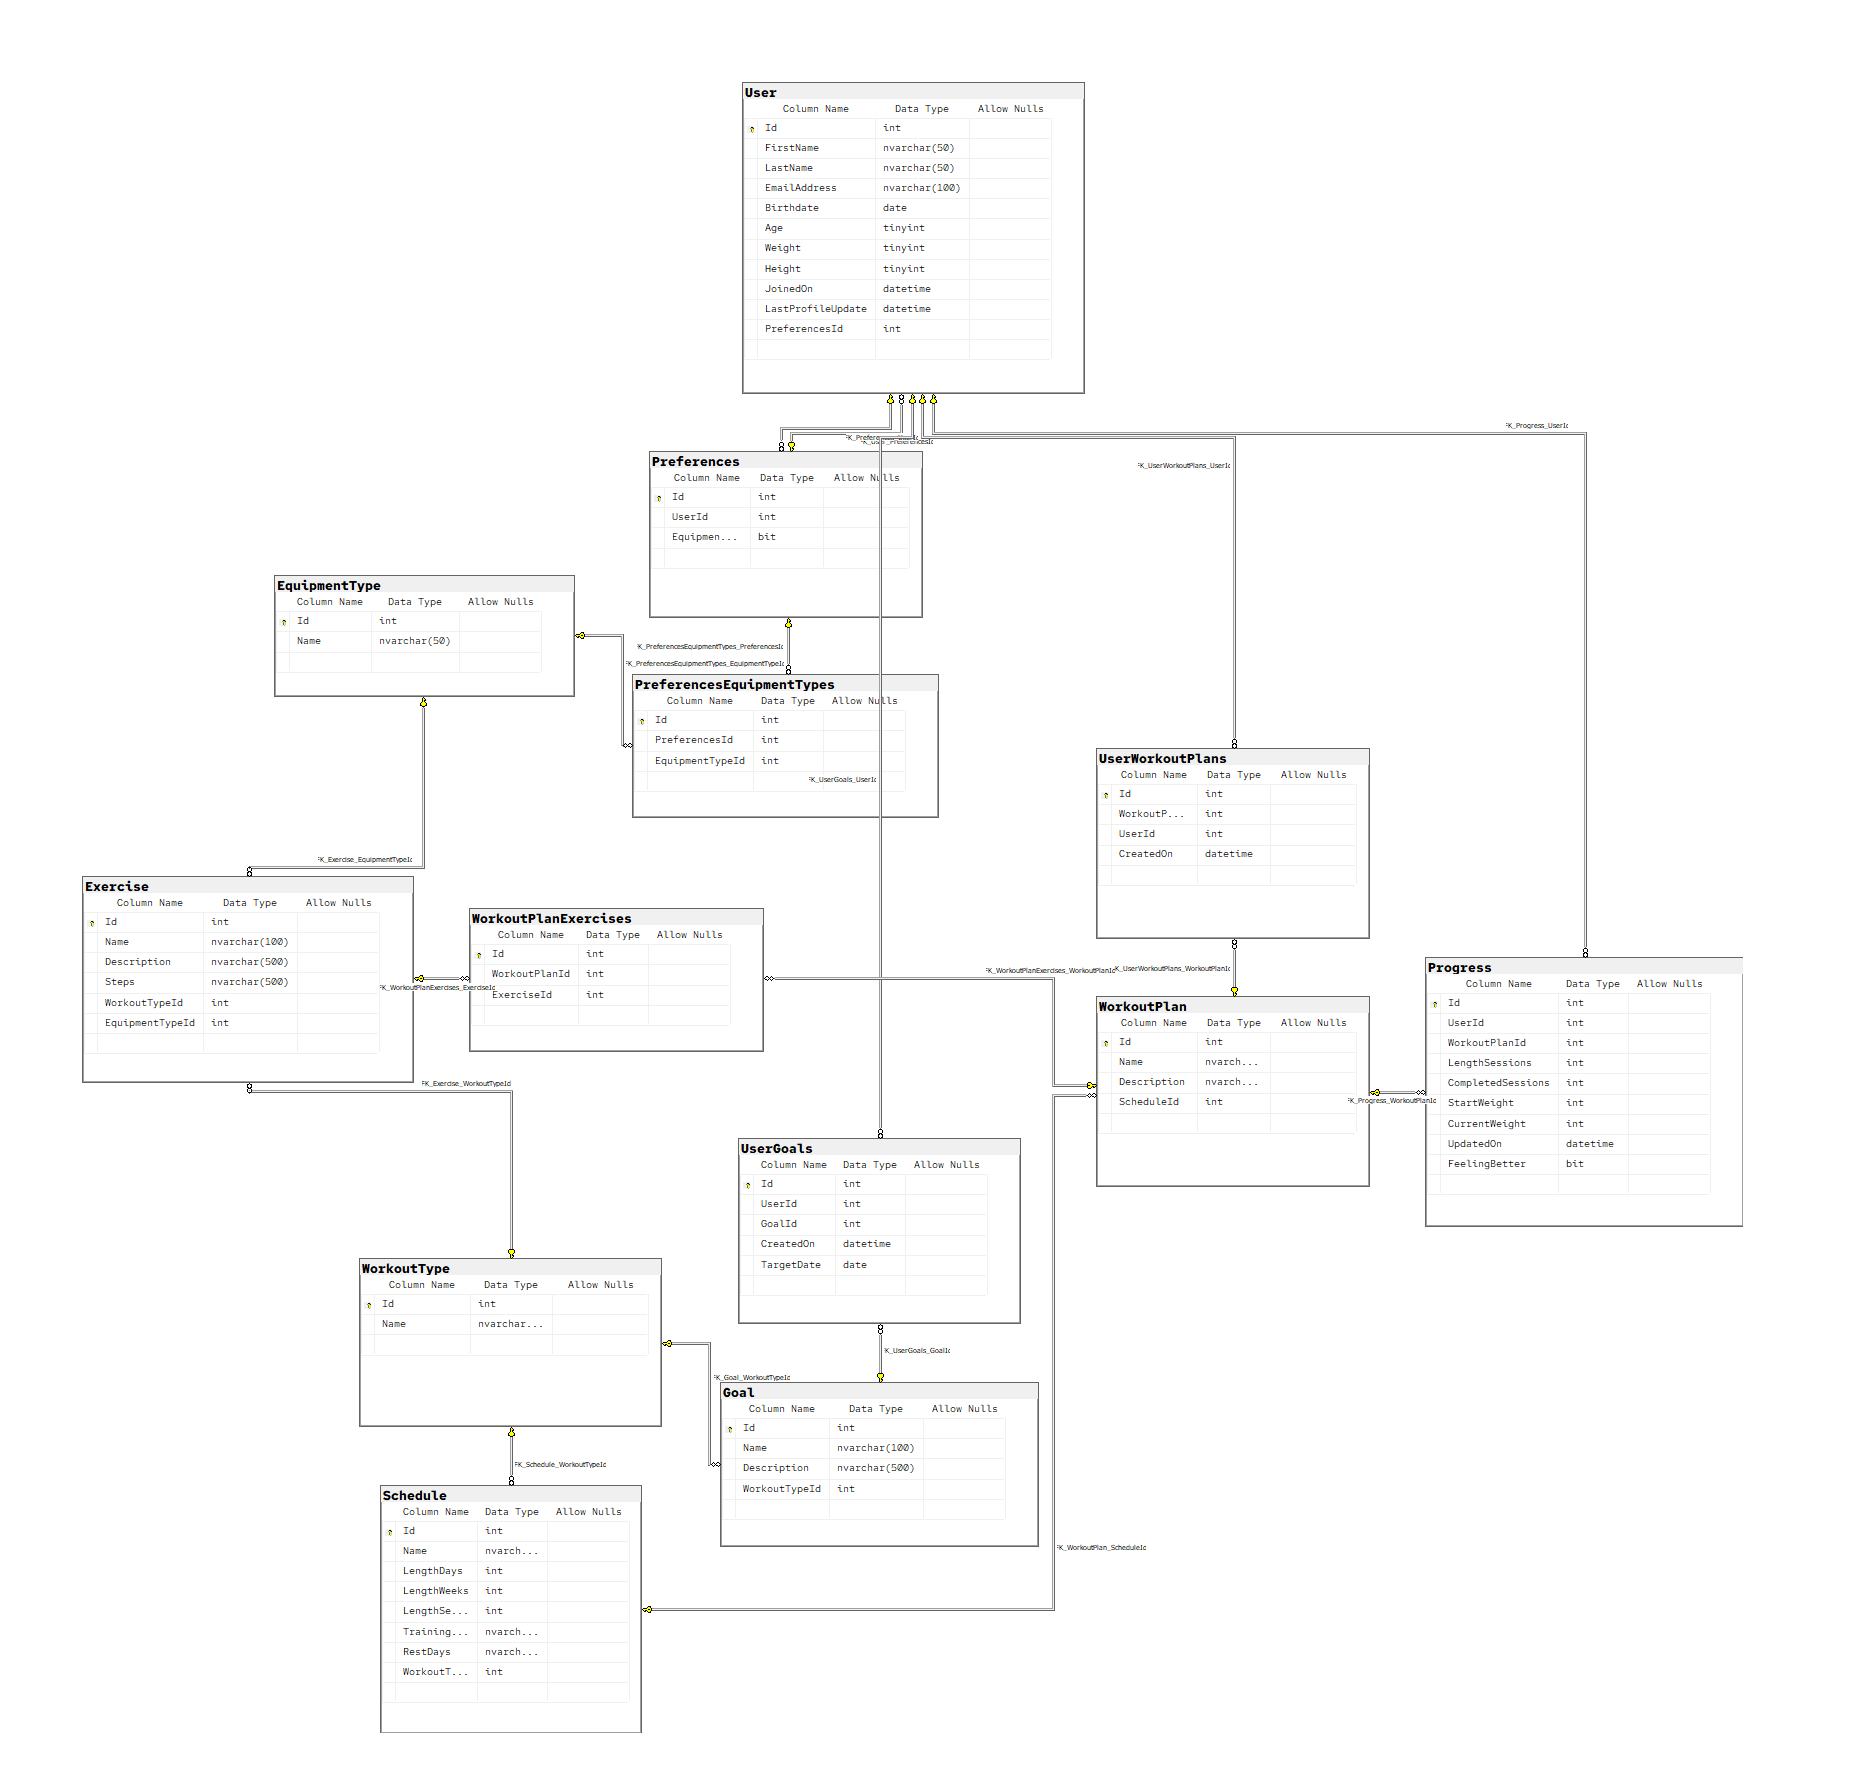 User
Column Name Data Type Allow Nulls
Id int
FirstName nvarchar(50)
LastName nvarchar(50)
EmailAddress nvarchar(100)
Birthdate date
Age tinyint
Weight tinyint
Height tinyint
JoinedOn datetime
LastProfileUpdate datetime
PreferencesId int
FK_Progress_UserId
FK_UserWorkoutPlans_UserId
Preferences
Column Name Data Type Allow Nulls
Id int
UserId int
Equipmen... bit
EquipmentType
Column Name Data Type Allow Nulls
Id int
Name nvarchar(50)
FK_PreferencesEquipmentTypes_PreferencesId
FK_PreferencesEquipmentTypes_EquipmentTypeId
PreferencesEquipmentTypes
Column Name Data Type Allow Nulls
Id int
PreferencesId int
EquipmentTypeId int
FK_UserGoals_UserId
UserWorkoutPlans
Column Name Data Type Allow Nulls
Id int
WorkoutP... int
UserId int
CreatedOn datetime
FK_Exercise_EquipmentTypeId
Exercise
Column Name Data Type Allow Nulls
Id int
Name nvarchar(100)
Description nvarchar(500)
Steps nvarchar(500)
WorkoutTypeId int
EquipmentTypeId int
FK_WorkoutPlanExercises_ExerciseId
WorkoutPlanExercises
Column Name Data Type Allow Nulls
Id int
WorkoutPlanId int
ExerciseId int
FK_WorkoutPlanExercises_WorkoutPlanId
FK_UserWorkoutPlans_WorkoutPlanId
WorkoutPlan
Column Name Data Type Allow Nulls
Id int
Name nvarch...
Description nvarch...
ScheduleId int
FK_Progress_WorkoutPlanId
Progress
Column Name Data Type Allow Nulls
Id int
UserId int
WorkoutPlanId int
LengthSessions int
CompletedSessions int
StartWeight int
CurrentWeight int
UpdatedOn datetime
FeelingBetter bit
FK_Exercise_WorkoutTypeId
UserGoals
Column Name Data Type Allow Nulls
Id int
UserId int
GoalId int
CreatedOn datetime
TargetDate date
WorkoutType
Column Name Data Type Allow Nulls
Id int
Name nvarchar...
FK_UserGoals_GoalId
FK_Goal_WorkoutTypeId
Goal
Column Name Data Type Allow Nulls
Id int
Name nvarchar(100)
Description nvarchar(500)
WorkoutTypeId int
FK_Schedule_WorkoutTypeId
Schedule
Column Name Data Type Allow Nulls
Id int
Name nvarch...
LengthDays int
LengthWeeks int
LengthSe... int
Training... nvarch...
RestDays nvarch...
WorkoutT... int
FK_WorkoutPlan_ScheduleId